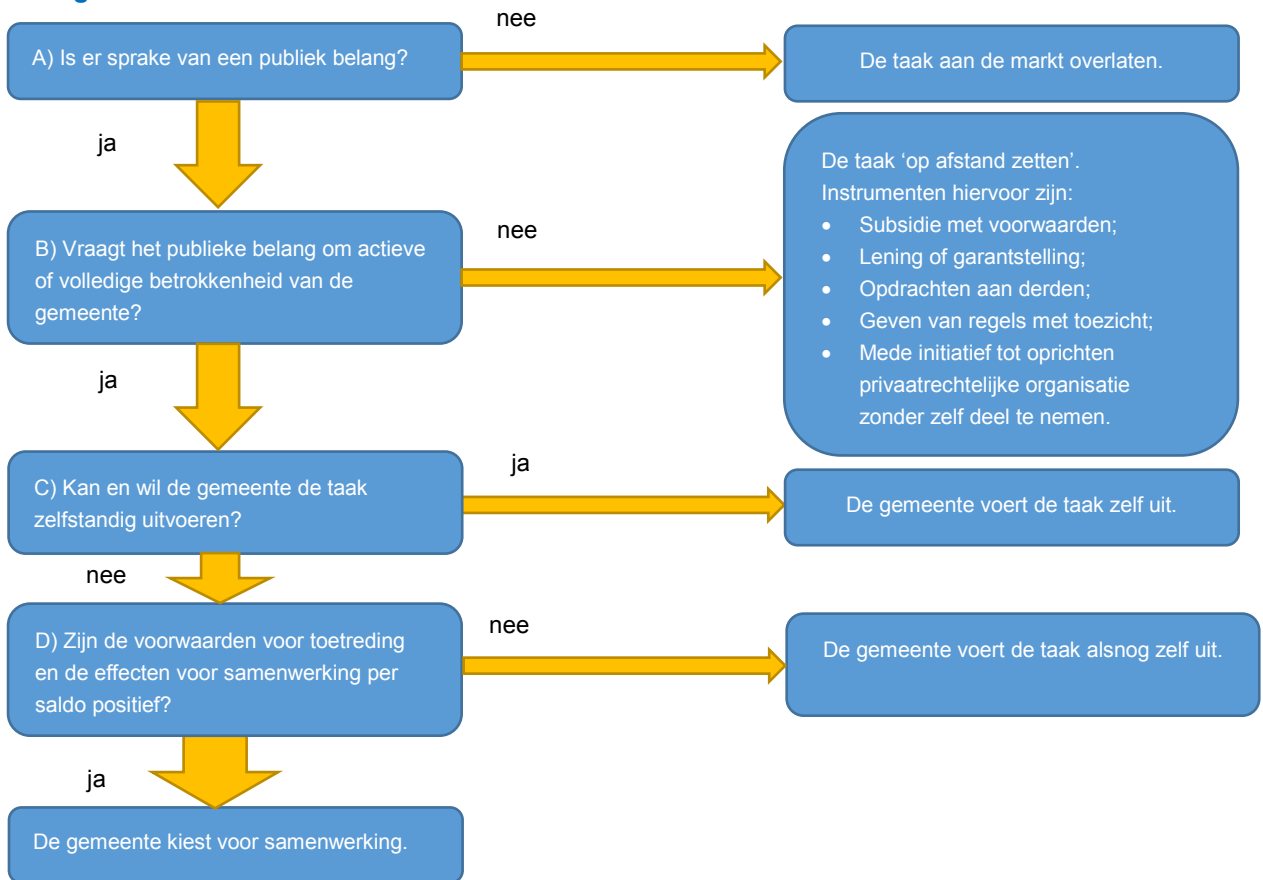 nee
A) Is er sprake van een publiek belang?
De taak aan de markt overlaten.
ja
De taak ‘op afstand zetten’.
Instrumenten hiervoor zijn:
• Subsidie met voorwaarden;
• Lening of garantstelling;
• Opdrachten aan derden;
• Geven van regels met toezicht;
• Mede initiatief tot oprichten
privaatrechtelijke organisatie
zonder zelf deel te nemen.
B) Vraagt het publieke belang om actieve
of volledige betrokkenheid van de
gemeente?
nee
ja
C) Kan en wil de gemeente de taak
zelfstandig uitvoeren?
ja
De gemeente voert de taak zelf uit.
nee
D) Zijn de voorwaarden voor toetreding
en de effecten voor samenwerking per
saldo positief?
nee
De gemeente voert de taak alsnog zelf uit.
ja
De gemeente kiest voor samenwerking.